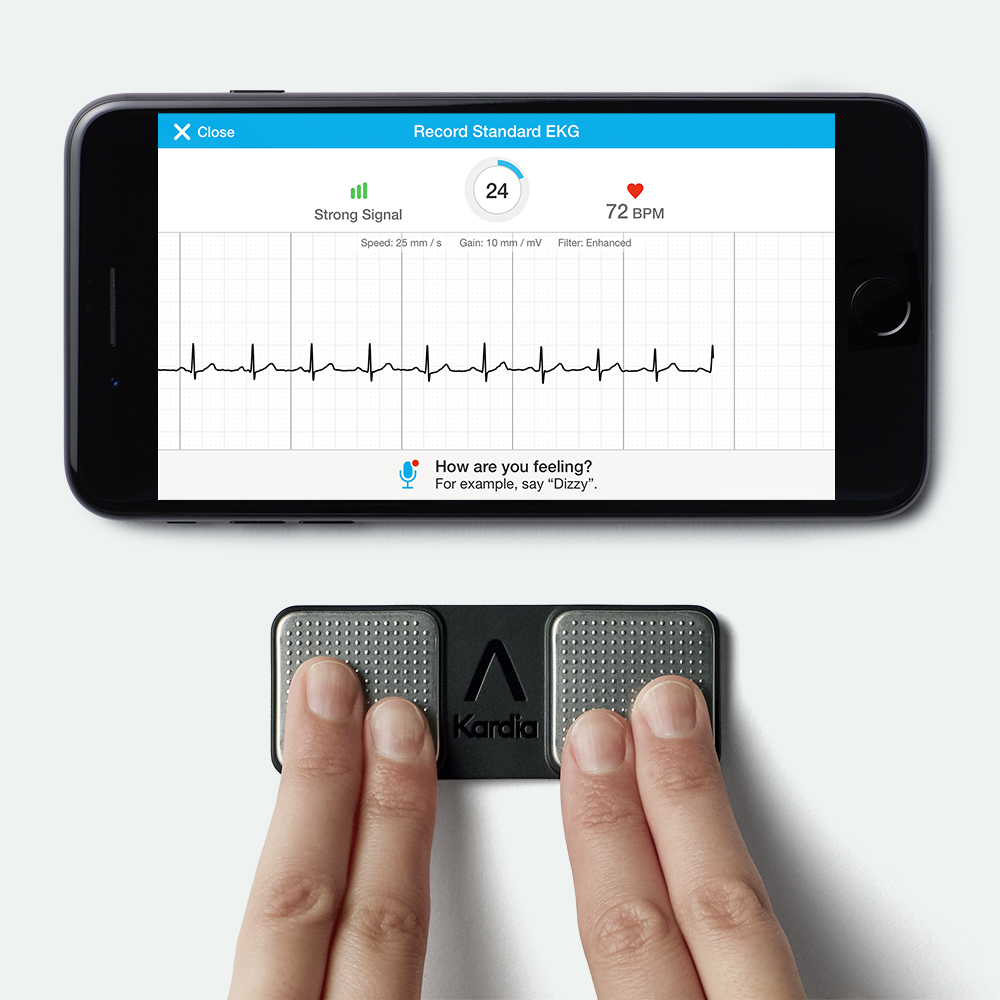 Close
Record Standard EKG
24
Strong Signal
72 BPM
Speed: 25 mm / s Gain: 10 mm / mV Filter: Enhanced
How are you feeling?
For example, say “Dizzy”.
Kardia